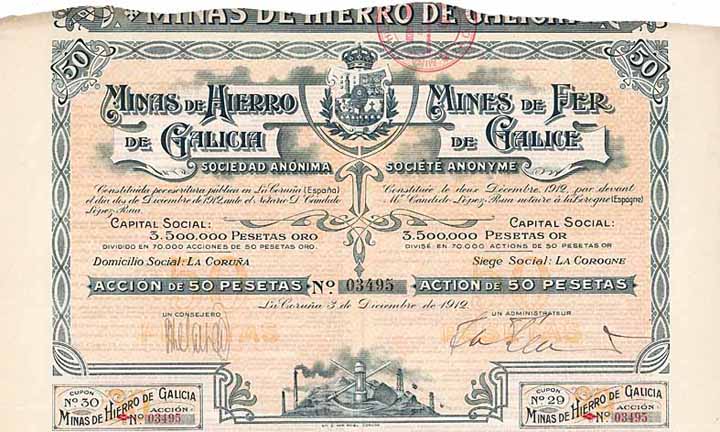 MINAS DE HIERRO DE GALICIA
50
50
MINAS DE HIERRO
DE GALICIA
SOCIEDAD ANÓNIMA
Constituida por escritura pública en La Coruña (España)
el día dos de Diciembre de 1912, ante el Notario D. Cándido
López Rúa.
CAPITAL SOCIAL:
3.500,000 PESETAS ORO
DIVIDIDO EN 70.000 ACCIONES DE 50 PESETAS ORO.
Domicilio Social: LA CORUÑA
MINES DE FER
DE GALICE
SOCIÉTÉ ANONYME
Constituée le deux Décembre, 1912, par devant
Me. Candido López Rua notaire à la Corogne (Espagne)
CAPITAL SOCIAL:
3,500,000 PESETAS OR
DIVISÉ EN 70,000 ACTIONS DE 50 PESETAS OR
Siege Social: LA COROGNE
ACCIÓN DE 50 PESETAS Nº. 03495 ACTION DE 50 PESETAS
La Coruña 3 de Diciembre de 1912.
UN CONSEJERO
UN ADMINISTRATEUR
CUPON
Nº 30
MINAS DE HIERRO DE GALICIA
ACCIÓN
Nº 03495
CUPON
Nº 29
MINAS DE HIERRO DE GALICIA
ACCIÓN
Nº 03495